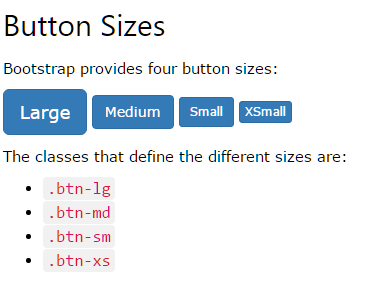 Button Sizes
Bootstrap provides four button sizes:
Large Medium Small XSmall
The classes that define the different sizes are:
.btn-lg
.btn-md
.btn-sm
.btn-xs